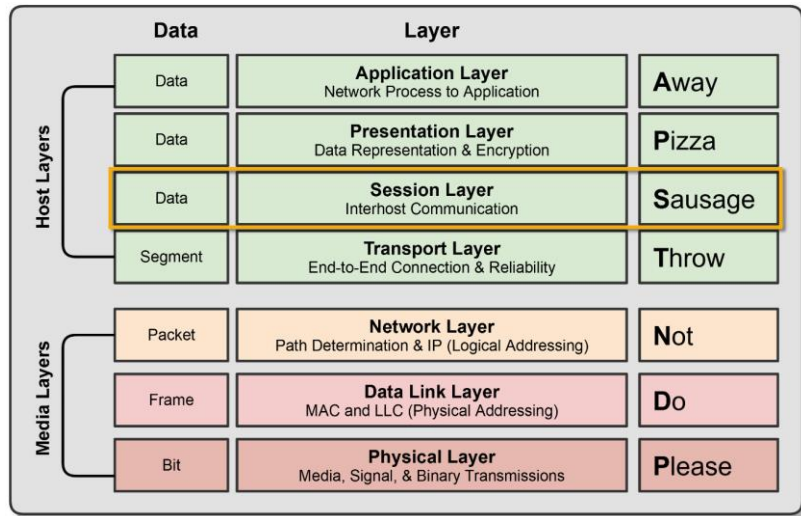 Data Layer
Host Layers
Data
Application Layer
Network Process to Application
Away
Data
Presentation Layer
Data Representation & Encryption
Pizza
Data
Session Layer
Interhost Communication
Sausage
Segment
Transport Layer
End-to-End Connection & Reliability
Throw
Media Layers
Packet
Network Layer
Path Determination & IP (Logical Addressing)
Not
Frame
Data Link Layer
MAC and LLC (Physical Addressing)
Do
Bit
Physical Layer
Media, Signal, & Binary Transmissions
Please